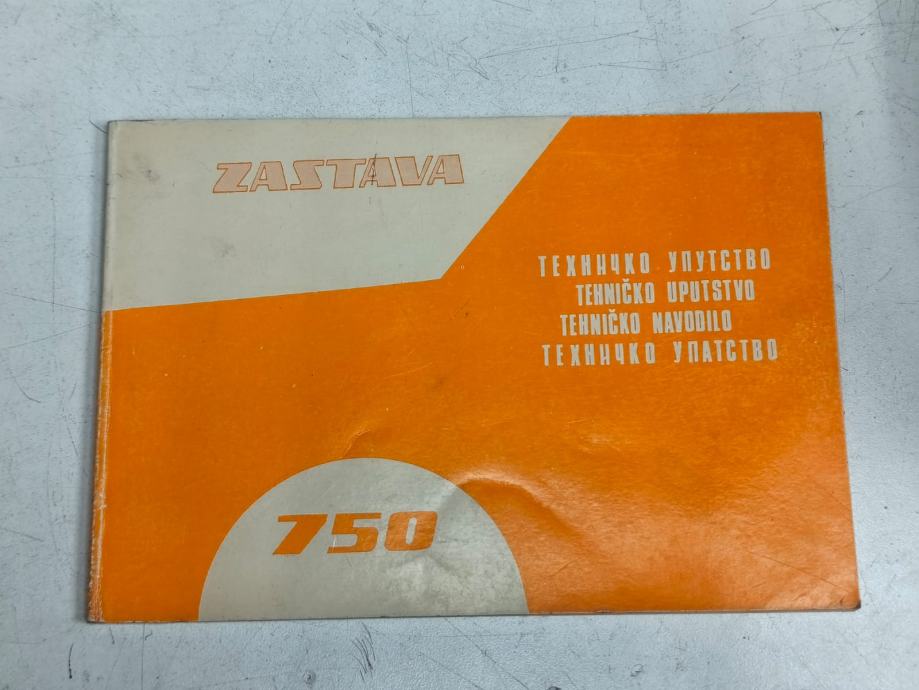 ZASTAVA
ТЕХНИЧКО УПУТСТВО
TEHNIČKO UPUTSTVO
TEHNIČKO NAVODILO
ТЕХНИЧКО УПАТСТВО
750